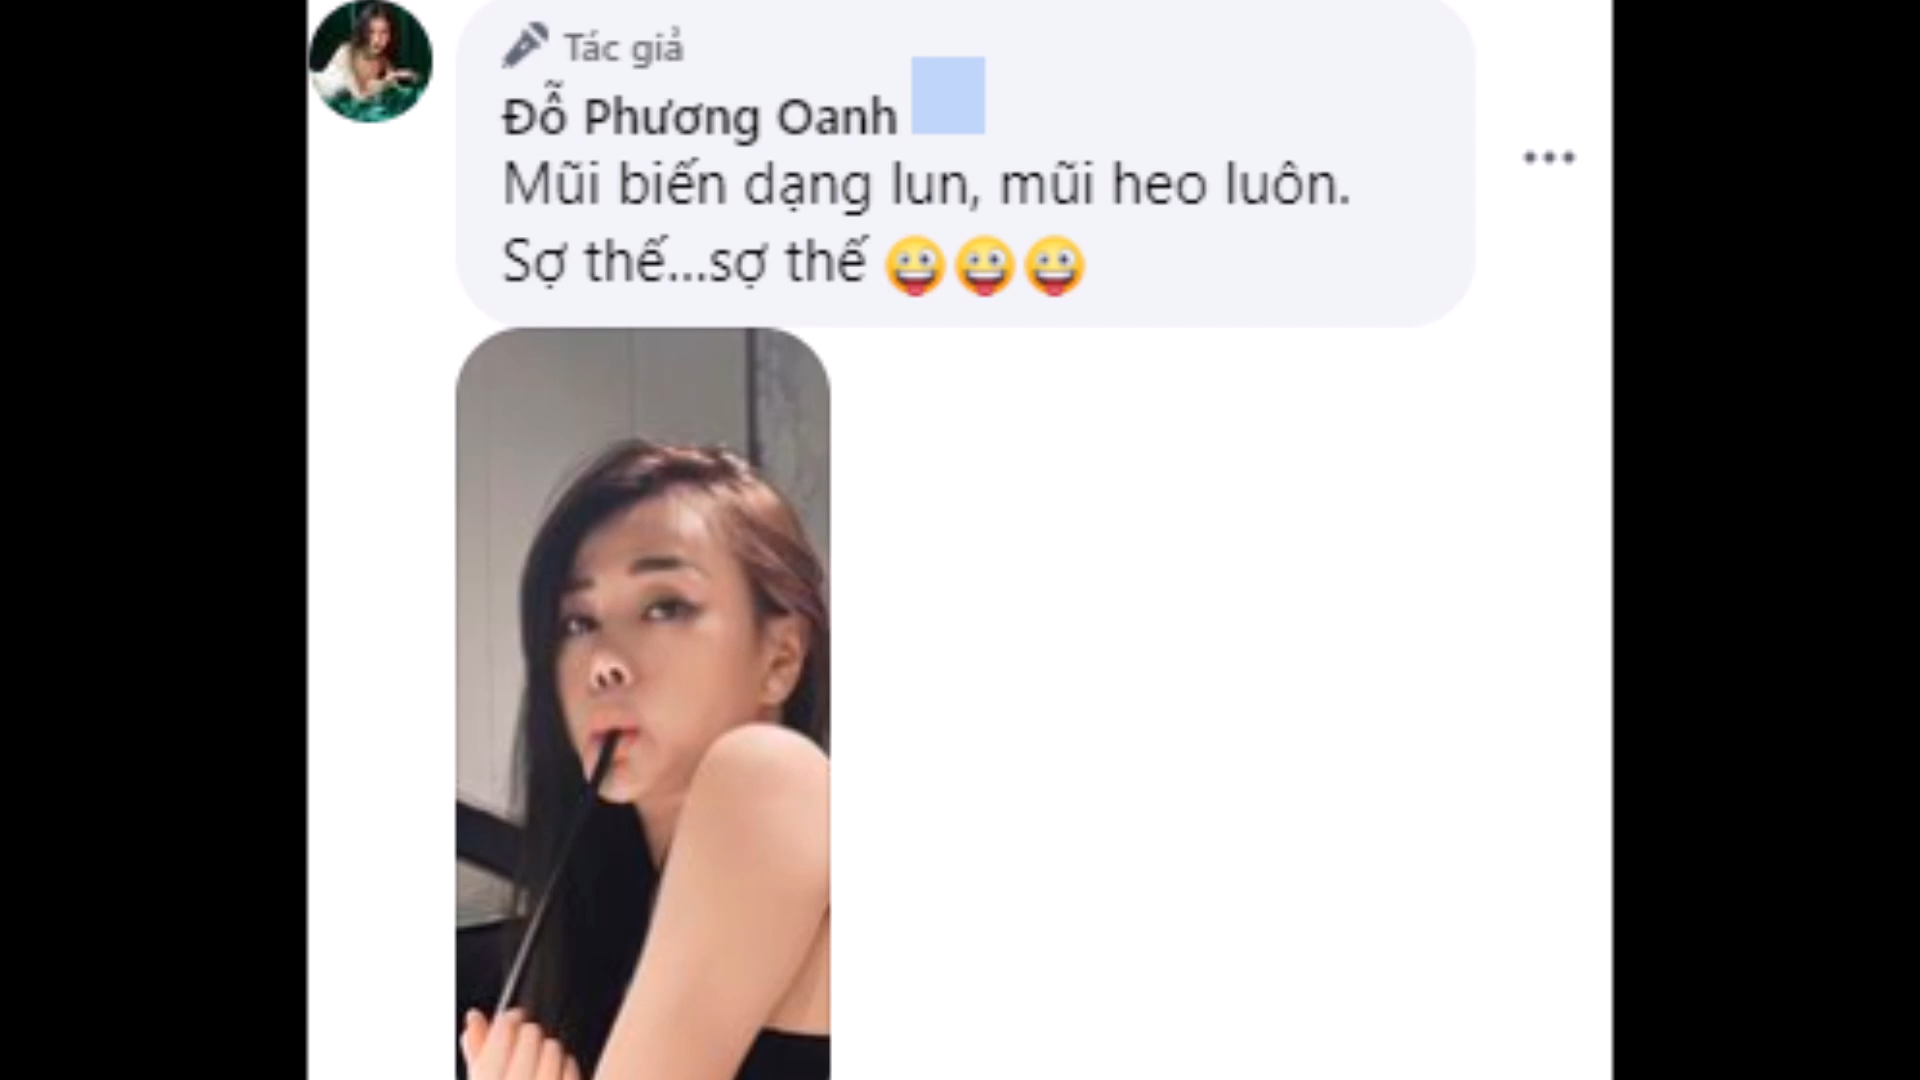 Tác giả
Đỗ Phương Oanh
Mũi biến dạng lun, mũi heo luôn.
Sợ thế...sợ thế 🤪🤪🤪